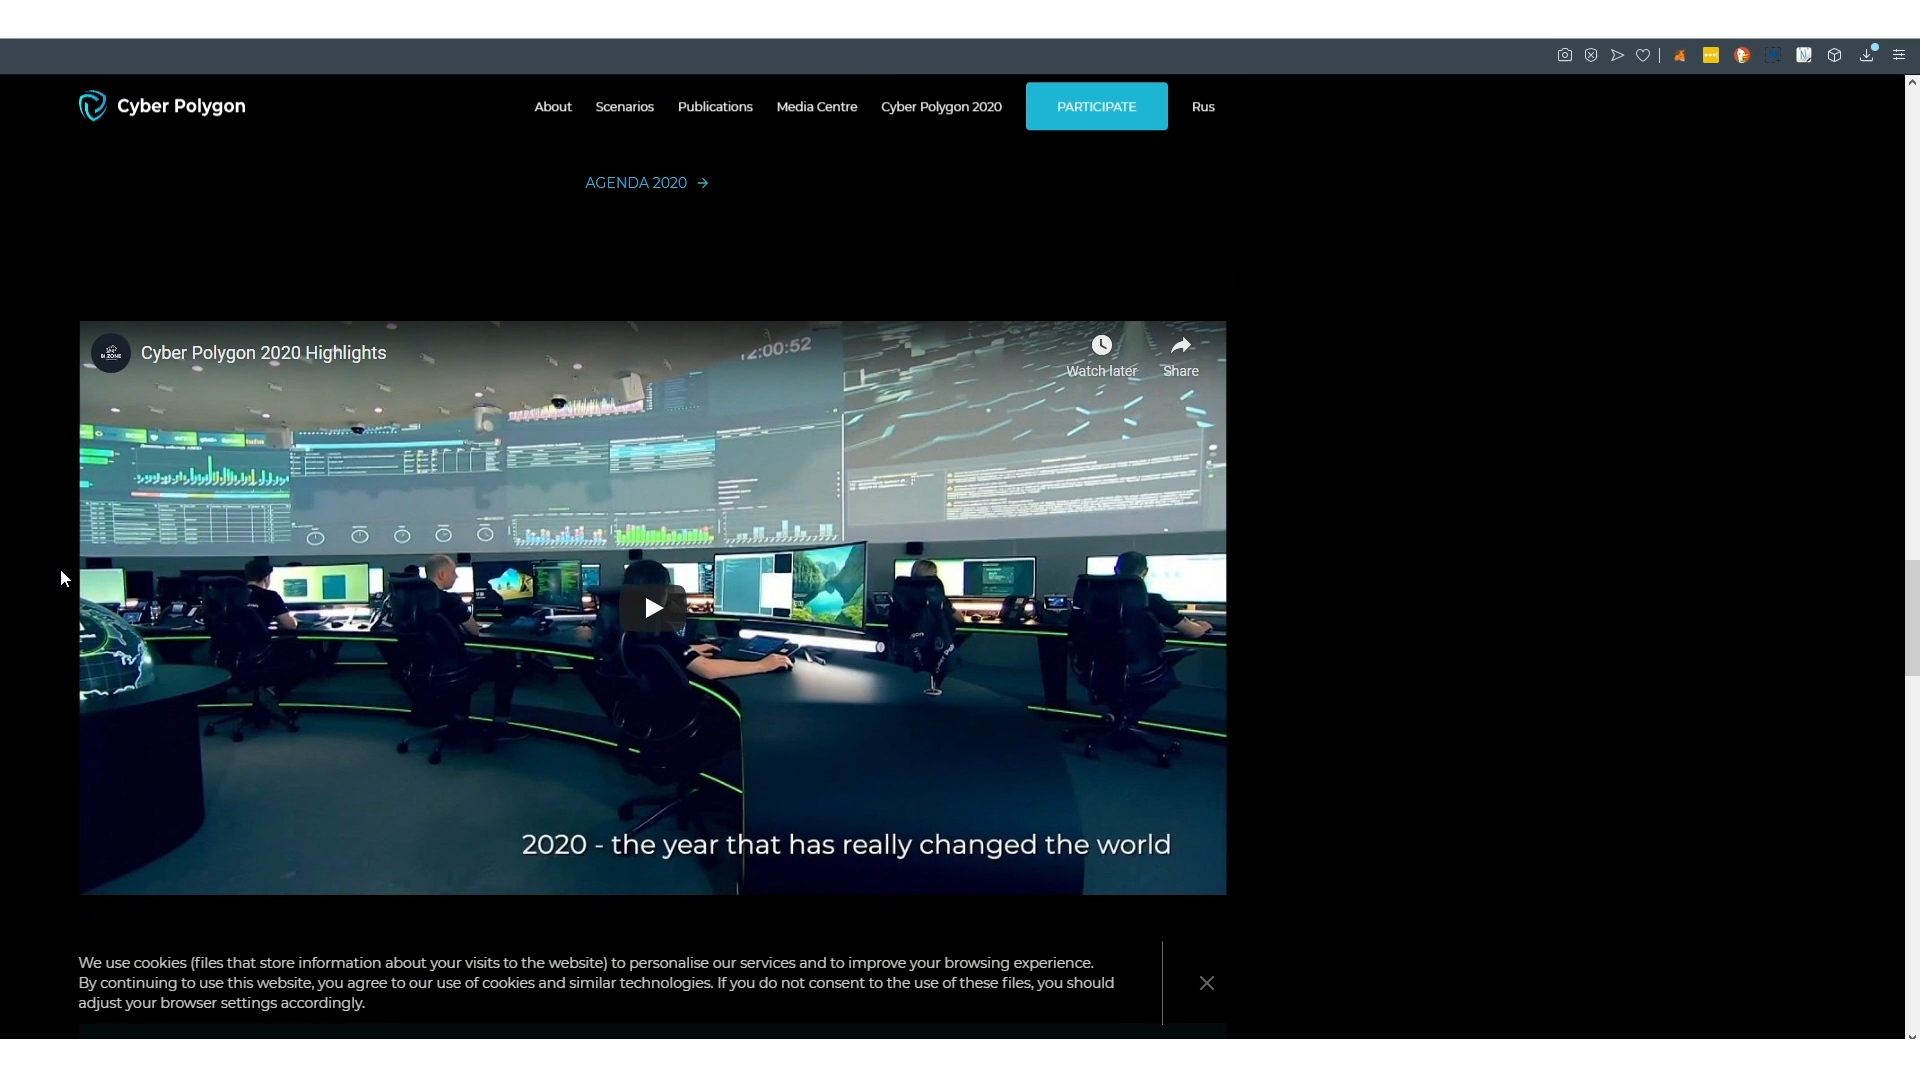 Cyber Polygon
About Scenarios Publications Media Centre Cyber Polygon 2020 PARTICIPATE Rus
AGENDA 2020 →
BI.ZONE
Cyber Polygon 2020 Highlights
12:00:52
Watch later Share
2020 - the year that has really changed the world
We use cookies (files that store information about your visits to the website) to personalise our services and to improve your browsing experience.
By continuing to use this website, you agree to our use of cookies and similar technologies. If you do not consent to the use of these files, you should
adjust your browser settings accordingly.